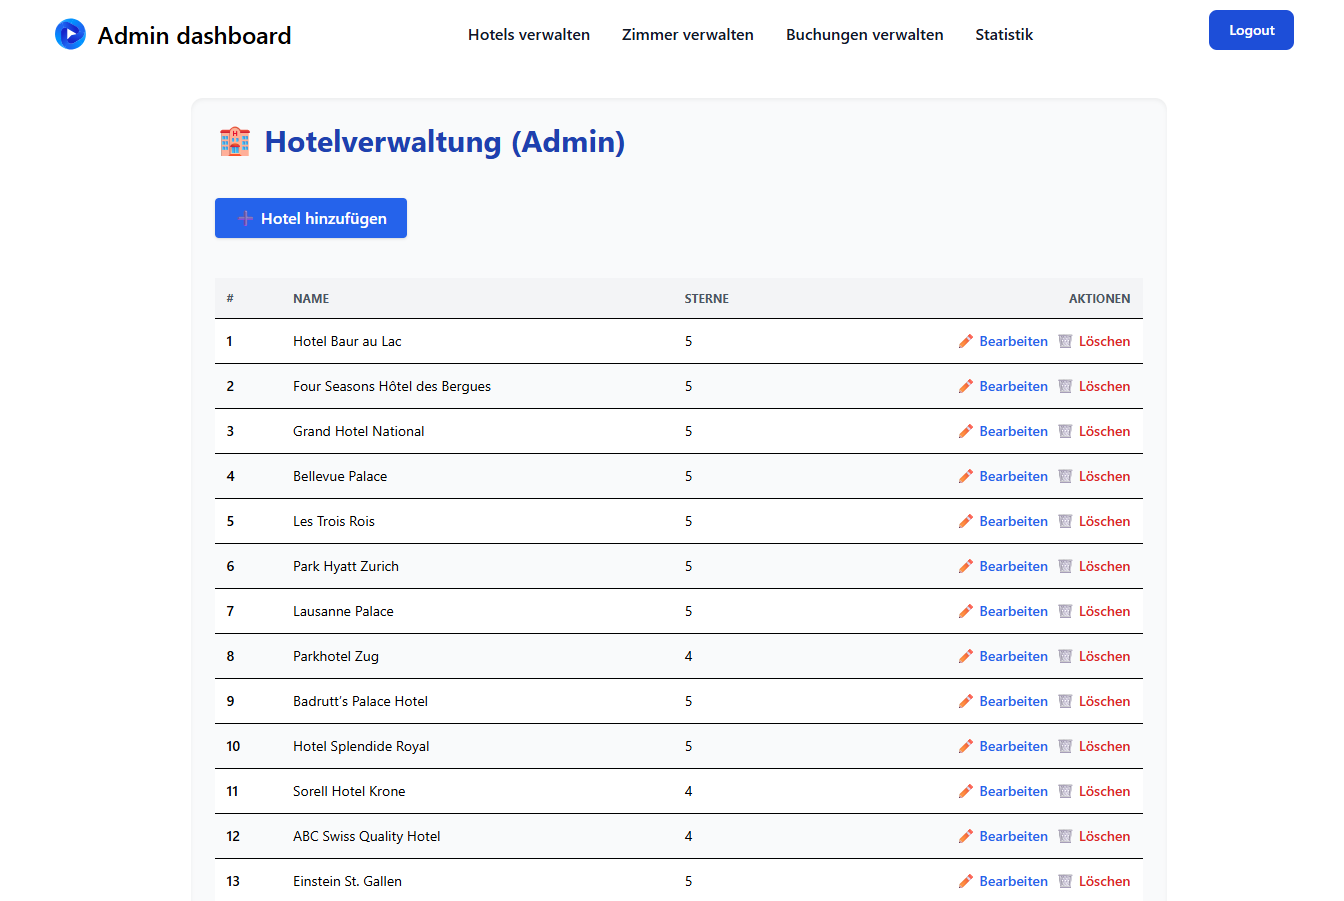 Admin dashboard
Hotels verwalten Zimmer verwalten Buchungen verwalten Statistik
Logout
Hotelverwaltung (Admin)
Hotel hinzufügen
# NAME STERNE AKTIONEN
1 Hotel Baur au Lac 5 Bearbeiten Löschen
2 Four Seasons Hôtel des Bergues 5 Bearbeiten Löschen
3 Grand Hotel National 5 Bearbeiten Löschen
4 Bellevue Palace 5 Bearbeiten Löschen
5 Les Trois Rois 5 Bearbeiten Löschen
6 Park Hyatt Zurich 5 Bearbeiten Löschen
7 Lausanne Palace 5 Bearbeiten Löschen
8 Parkhotel Zug 4 Bearbeiten Löschen
9 Badrutt’s Palace Hotel 5 Bearbeiten Löschen
10 Hotel Splendide Royal 5 Bearbeiten Löschen
11 Sorell Hotel Krone 4 Bearbeiten Löschen
12 ABC Swiss Quality Hotel 4 Bearbeiten Löschen
13 Einstein St. Gallen 5 Bearbeiten Löschen